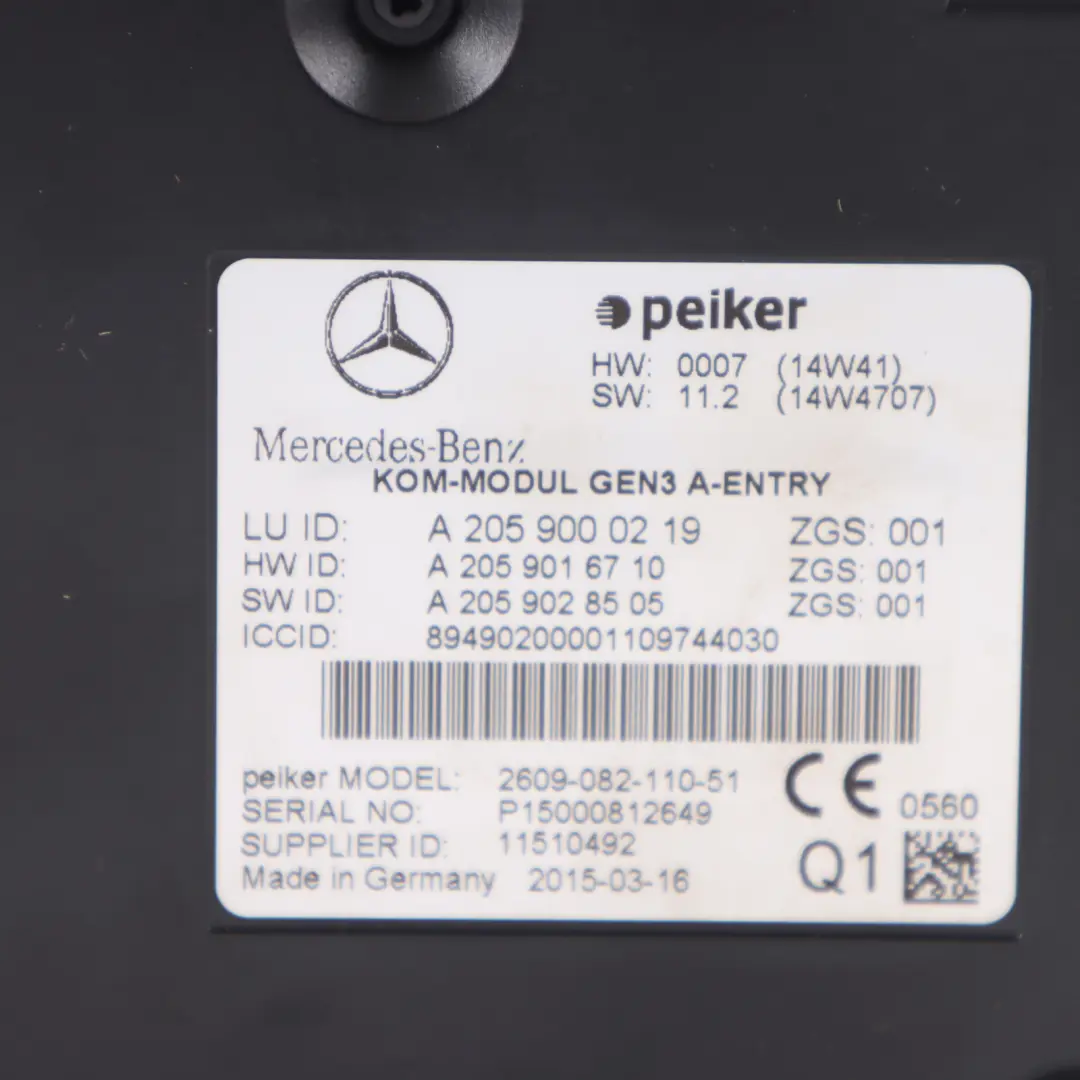 peiker
HW: 0007 (14W41)
SW: 11.2 (14W4707)
Mercedes-Benz
KOM-MODUL GEN3 A-ENTRY
LU ID: A 205 900 02 19 ZGS: 001
HW ID: A 205 901 67 10 ZGS: 001
SW ID: A 205 902 85 05 ZGS: 001
ICCID: 89490200001109744030
peiker MODEL: 2609-082-110-51
SERIAL NO: P15000812649
SUPPLIER ID: 11510492
Made in Germany 2015-03-16
CE 0560
Q1